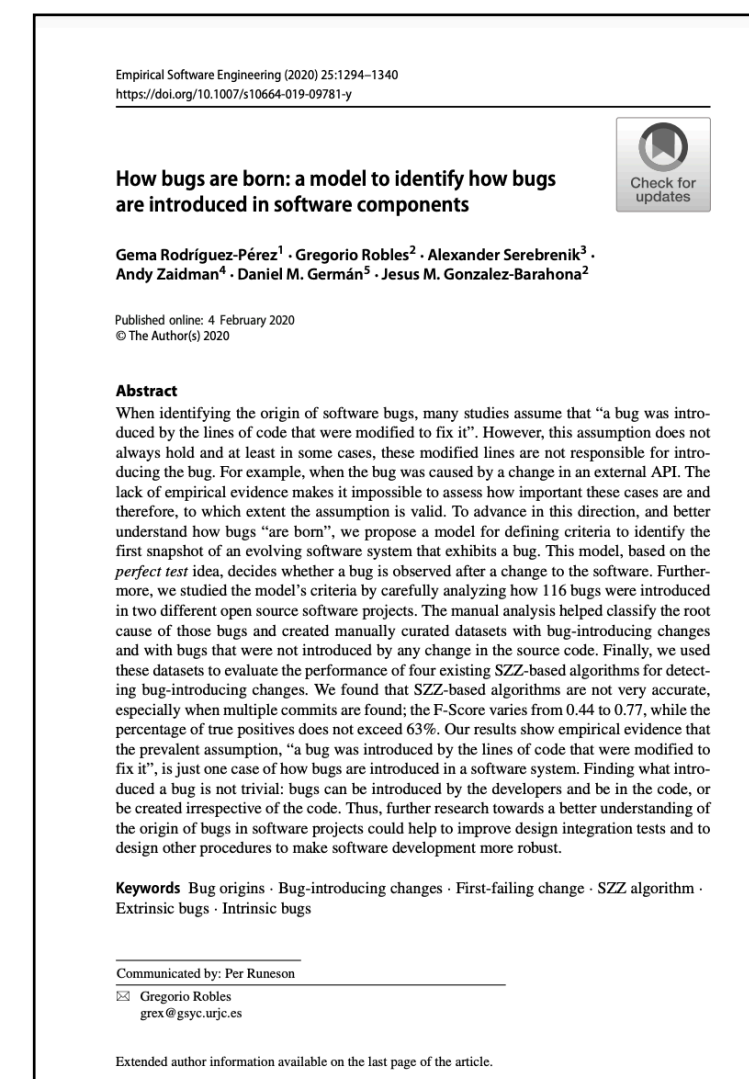 Empirical Software Engineering (2020) 25:1294–1340
https://doi.org/10.1007/s10664-019-09781-y
Check for
updates
How bugs are born: a model to identify how bugs
are introduced in software components
Gema Rodríguez-Pérez1 · Gregorio Robles2 · Alexander Serebrenik3 ·
Andy Zaidman4 · Daniel M. Germán5 · Jesus M. Gonzalez-Barahona2
Published online: 4 February 2020
© The Author(s) 2020
Abstract
When identifying the origin of software bugs, many studies assume that “a bug was intro-
duced by the lines of code that were modified to fix it”. However, this assumption does not
always hold and at least in some cases, these modified lines are not responsible for intro-
ducing the bug. For example, when the bug was caused by a change in an external API. The
lack of empirical evidence makes it impossible to assess how important these cases are and
therefore, to which extent the assumption is valid. To advance in this direction, and better
understand how bugs “are born”, we propose a model for defining criteria to identify the
first snapshot of an evolving software system that exhibits a bug. This model, based on the
perfect test idea, decides whether a bug is observed after a change to the software. Further-
more, we studied the model’s criteria by carefully analyzing how 116 bugs were introduced
in two different open source software projects. The manual analysis helped classify the root
cause of those bugs and created manually curated datasets with bug-introducing changes
and with bugs that were not introduced by any change in the source code. Finally, we used
these datasets to evaluate the performance of four existing SZZ-based algorithms for detect-
ing bug-introducing changes. We found that SZZ-based algorithms are not very accurate,
especially when multiple commits are found; the F-Score varies from 0.44 to 0.77, while the
percentage of true positives does not exceed 63%. Our results show empirical evidence that
the prevalent assumption, “a bug was introduced by the lines of code that were modified to
fix it”, is just one case of how bugs are introduced in a software system. Finding what intro-
duced a bug is not trivial: bugs can be introduced by the developers and be in the code, or
be created irrespective of the code. Thus, further research towards a better understanding of
the origin of bugs in software projects could help to improve design integration tests and to
design other procedures to make software development more robust.
Keywords Bug origins · Bug-introducing changes · First-failing change · SZZ algorithm ·
Extrinsic bugs · Intrinsic bugs
Communicated by: Per Runeson
✉ Gregorio Robles
grex@gsyc.urjc.es
Extended author information available on the last page of the article.